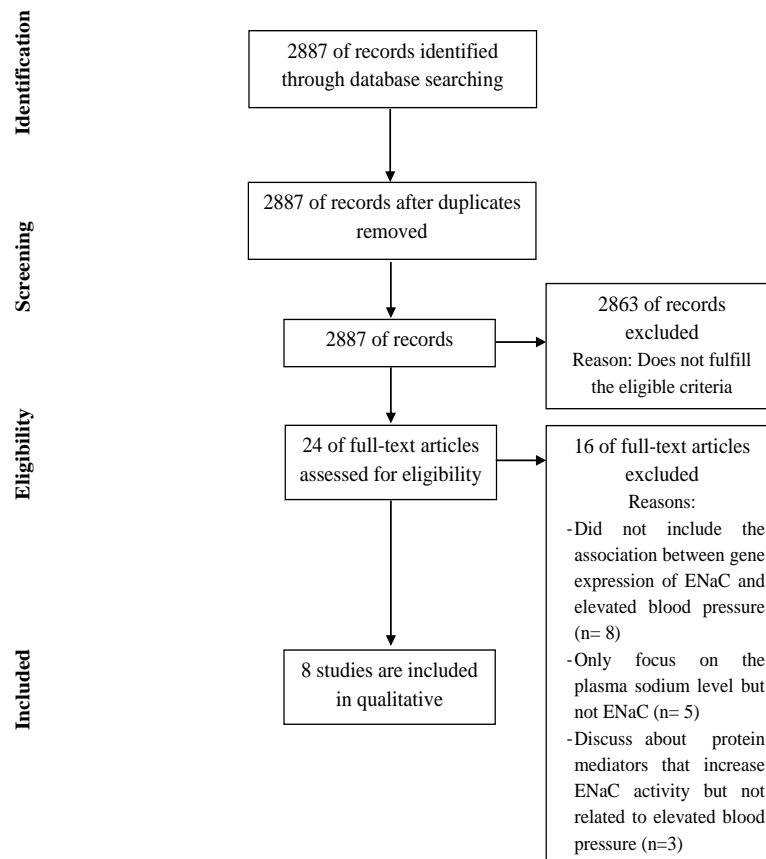 Identification
2887 of records identified
through database searching
Screening
2887 of records after duplicates
removed
2887 of records
2863 of records
excluded
Reason: Does not fulfill
the eligible criteria
Eligibility
24 of full-text articles
assessed for eligibility
16 of full-text articles
excluded
Reasons:
-Did not include the
association between gene
expression of ENaC and
elevated blood pressure
(n= 8)
-Only focus on the
plasma sodium level but
not ENaC (n= 5)
-Discuss about protein
mediators that increase
ENaC activity but not
related to elevated blood
pressure (n=3)
Included
8 studies are included
in qualitative